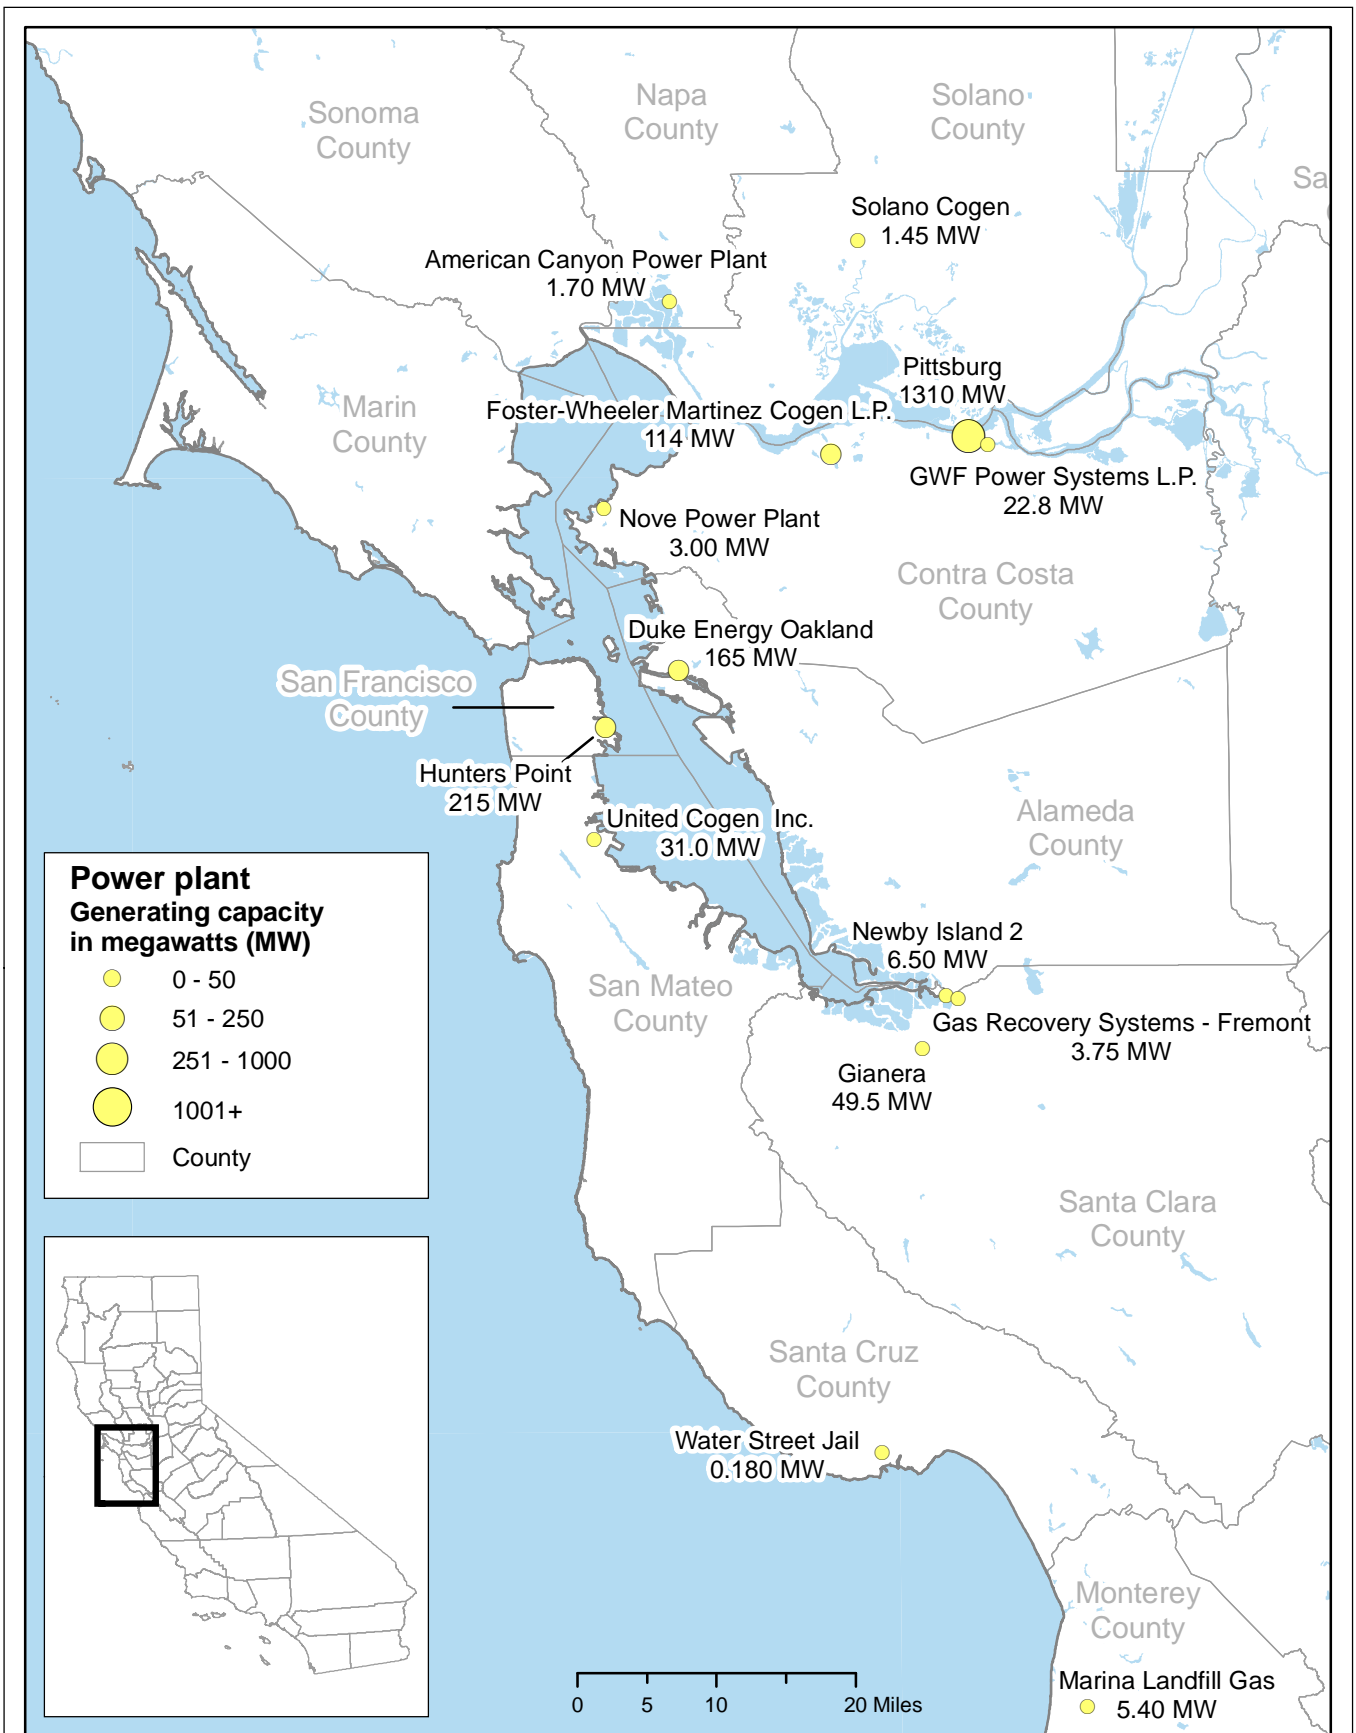 Sonoma
County
Napa
County
Solano
County
Sa
Solano Cogen
1.45 MW
American Canyon Power Plant
1.70 MW
Pittsburg
1310 MW
Marin
County
Foster-Wheeler Martinez Cogen L.P.
114 MW
GWF Power Systems L.P.
22.8 MW
Nove Power Plant
3.00 MW
Contra Costa
County
Duke Energy Oakland
165 MW
San Francisco
County
Hunters Point
215 MW
United Cogen Inc.
31.0 MW
Alameda
County
Newby Island 2
6.50 MW
San Mateo
County
Gas Recovery Systems - Fremont
3.75 MW
Gianera
49.5 MW
Power plant
Generating capacity
in megawatts (MW)
0 - 50
51 - 250
251 - 1000
1001+
County
Santa Clara
County
Santa Cruz
County
Water Street Jail
0.180 MW
Monterey
County
Marina Landfill Gas
5.40 MW
0 5 10 20 Miles